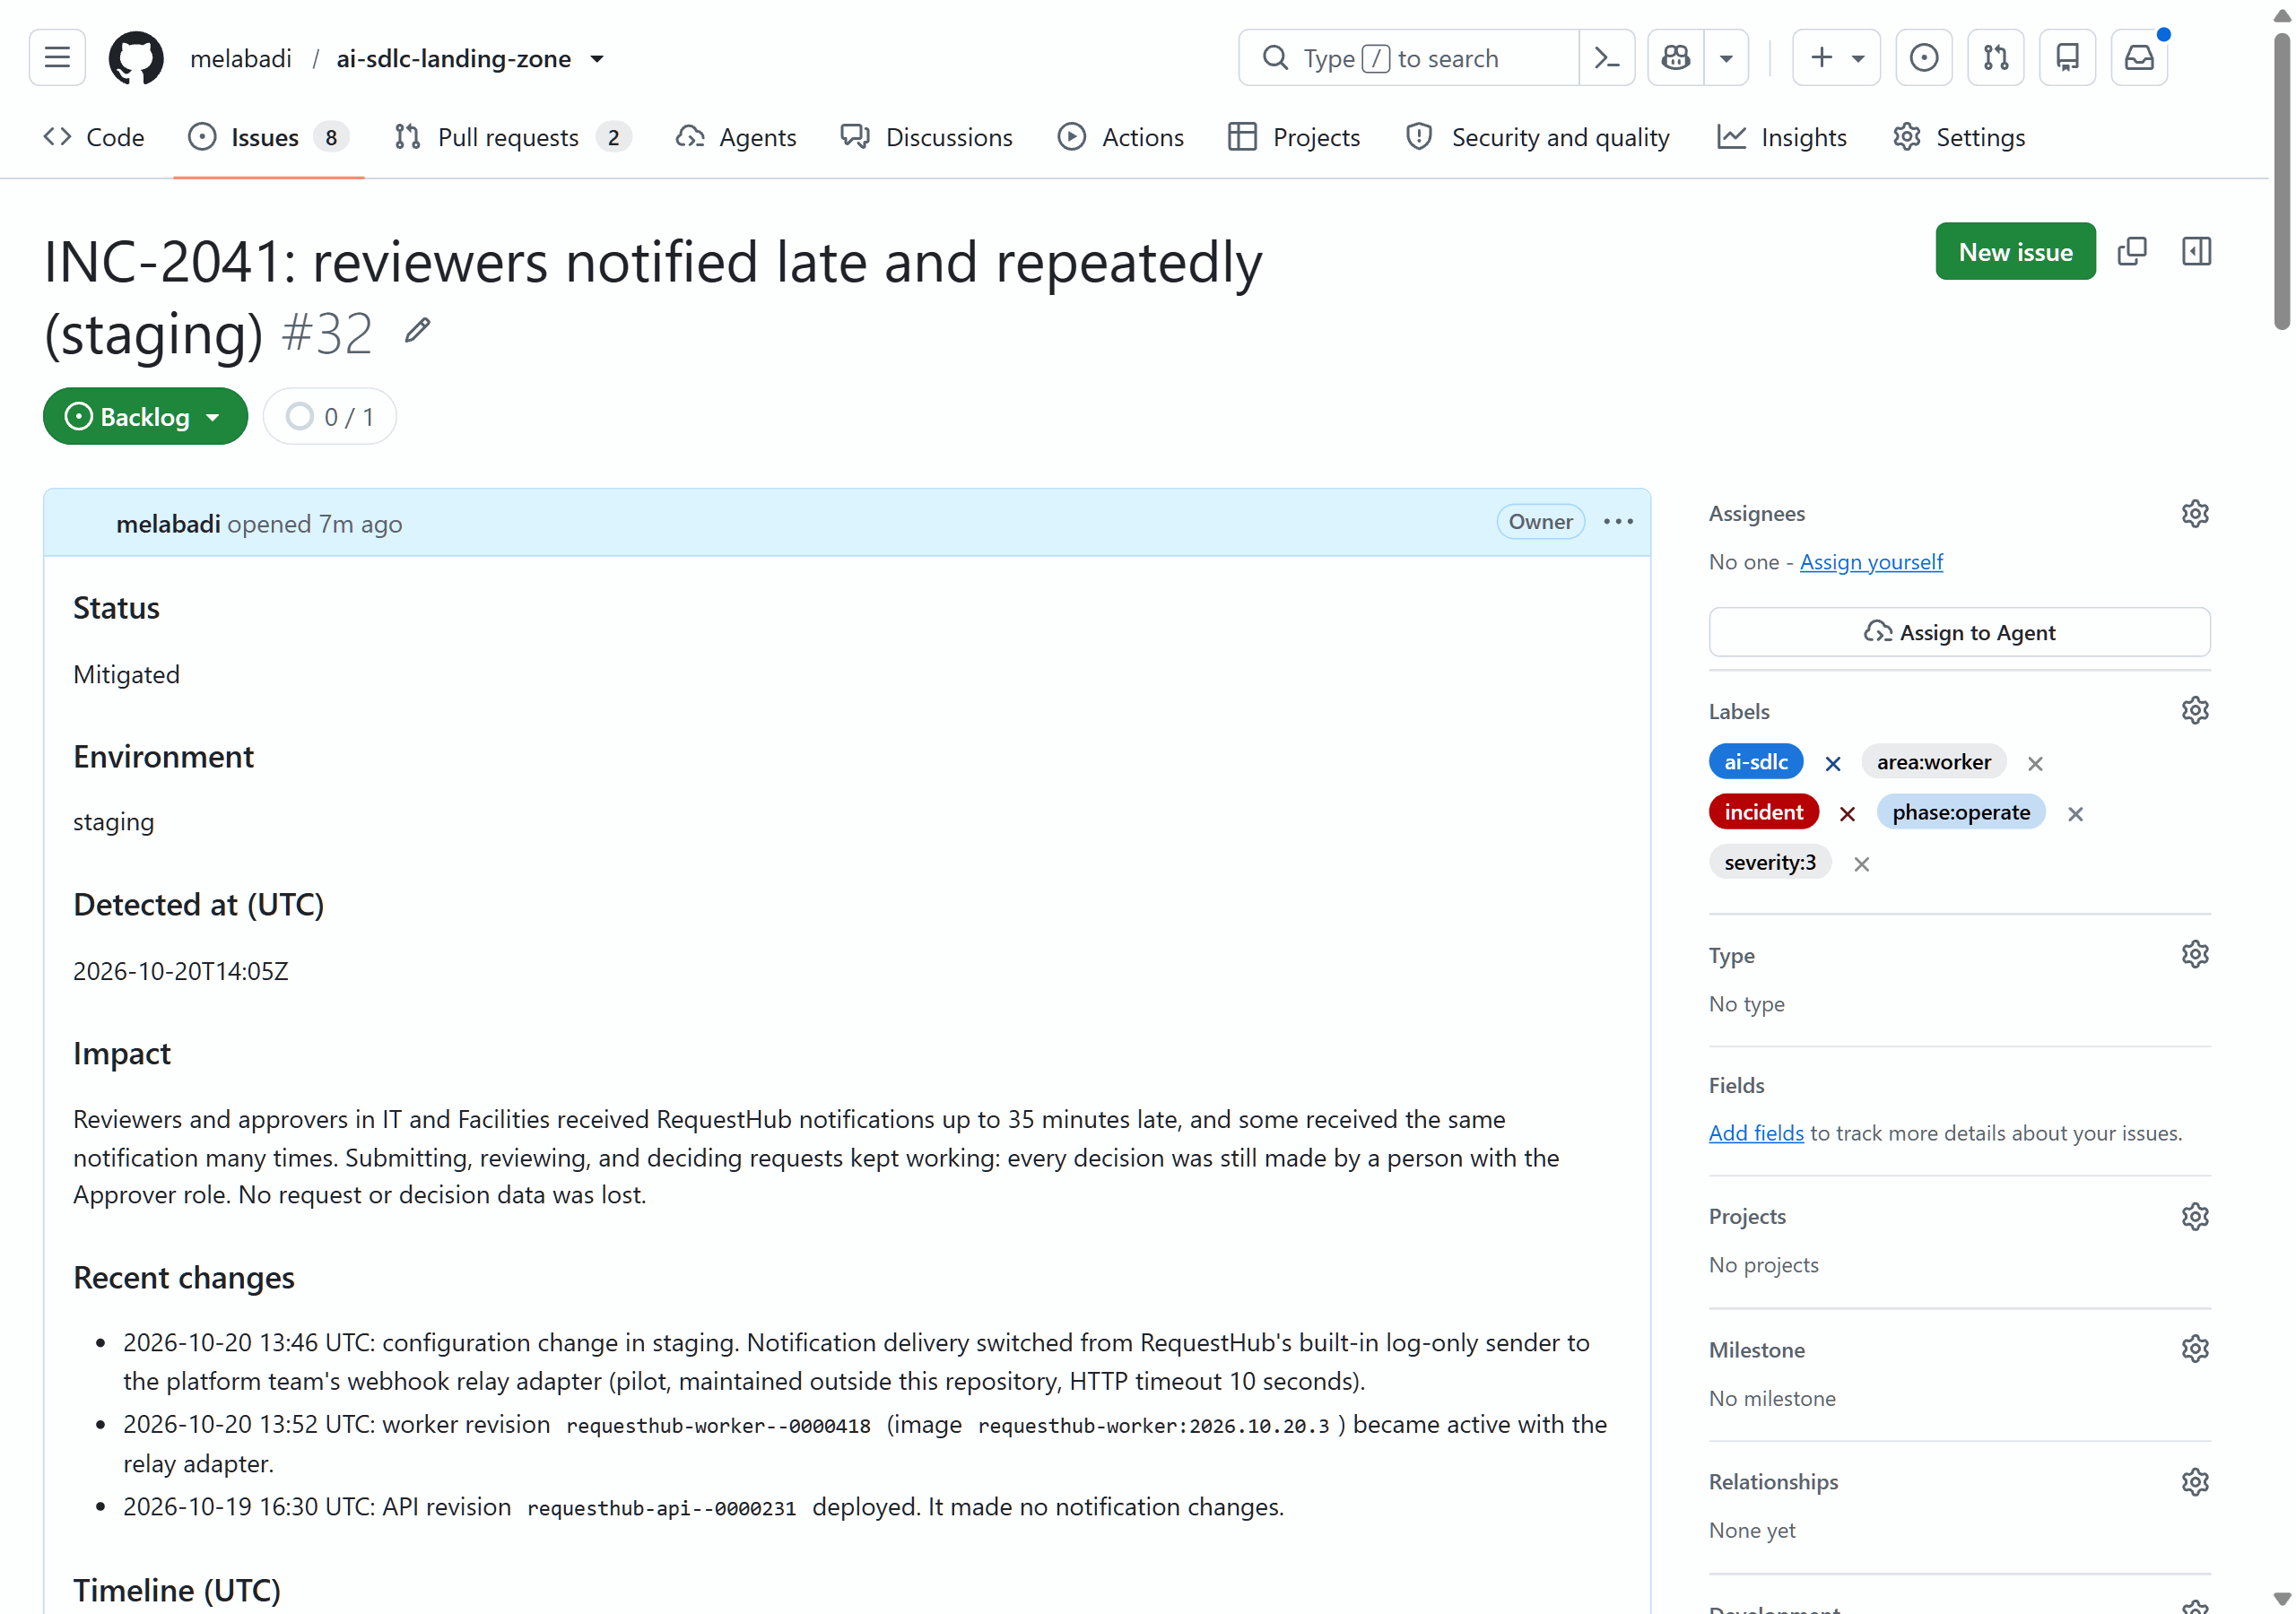 melabadi / ai-sdlc-landing-zone
Type / to search
Code
Issues 8
Pull requests 2
Agents
Discussions
Actions
Projects
Security and quality
Insights
Settings
INC-2041: reviewers notified late and repeatedly
(staging) #32
New issue
Backlog
0 / 1
melabadi opened 7m ago
Owner
Status
Mitigated
Environment
staging
Detected at (UTC)
2026-10-20T14:05Z
Impact
Reviewers and approvers in IT and Facilities received RequestHub notifications up to 35 minutes late, and some received the same
notification many times. Submitting, reviewing, and deciding requests kept working: every decision was still made by a person with the
Approver role. No request or decision data was lost.
Recent changes
• 2026-10-20 13:46 UTC: configuration change in staging. Notification delivery switched from RequestHub's built-in log-only sender to
the platform team's webhook relay adapter (pilot, maintained outside this repository, HTTP timeout 10 seconds).
• 2026-10-20 13:52 UTC: worker revision requesthub-worker--0000418 (image requesthub-worker:2026.10.20.3 ) became active with the
relay adapter.
• 2026-10-19 16:30 UTC: API revision requesthub-api--0000231 deployed. It made no notification changes.
Timeline (UTC)
Assignees
No one - Assign yourself
Assign to Agent
Labels
ai-sdlc
area:worker
incident
phase:operate
severity:3
Type
No type
Fields
Add fields to track more details about your issues.
Projects
No projects
Milestone
No milestone
Relationships
None yet
Development